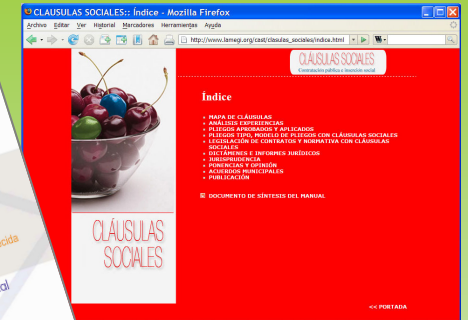 CLAUSULAS SOCIALES:: Índice - Mozilla Firefox
Archivo Editar Ver Historial Marcadores Herramientas Ayuda
http://www.lamegi.org/cast/clasulas_sociales/indice.html
CLÁUSULAS SOCIALES
Contratación pública e inserción social
Índice
MAPA DE CLÁUSULAS
ANÁLISIS EXPERIENCIAS
PLIEGOS APROBADOS Y APLICADOS
PLIEGOS TIPO, MODELO DE PLIEGOS CON CLÁUSULAS SOCIALES
LEGISLACIÓN DE CONTRATOS Y NORMATIVA CON CLÁUSULAS
SOCIALES
DICTÁMENES E INFORMES JURÍDICOS
JURISPRUDENCIA
PONENCIAS Y OPINIÓN
ACUERDOS MUNICIPALES
PUBLICACIÓN
DOCUMENTO DE SÍNTESIS DEL MANUAL
CLÁUSULAS
SOCIALES
<< PORTADA